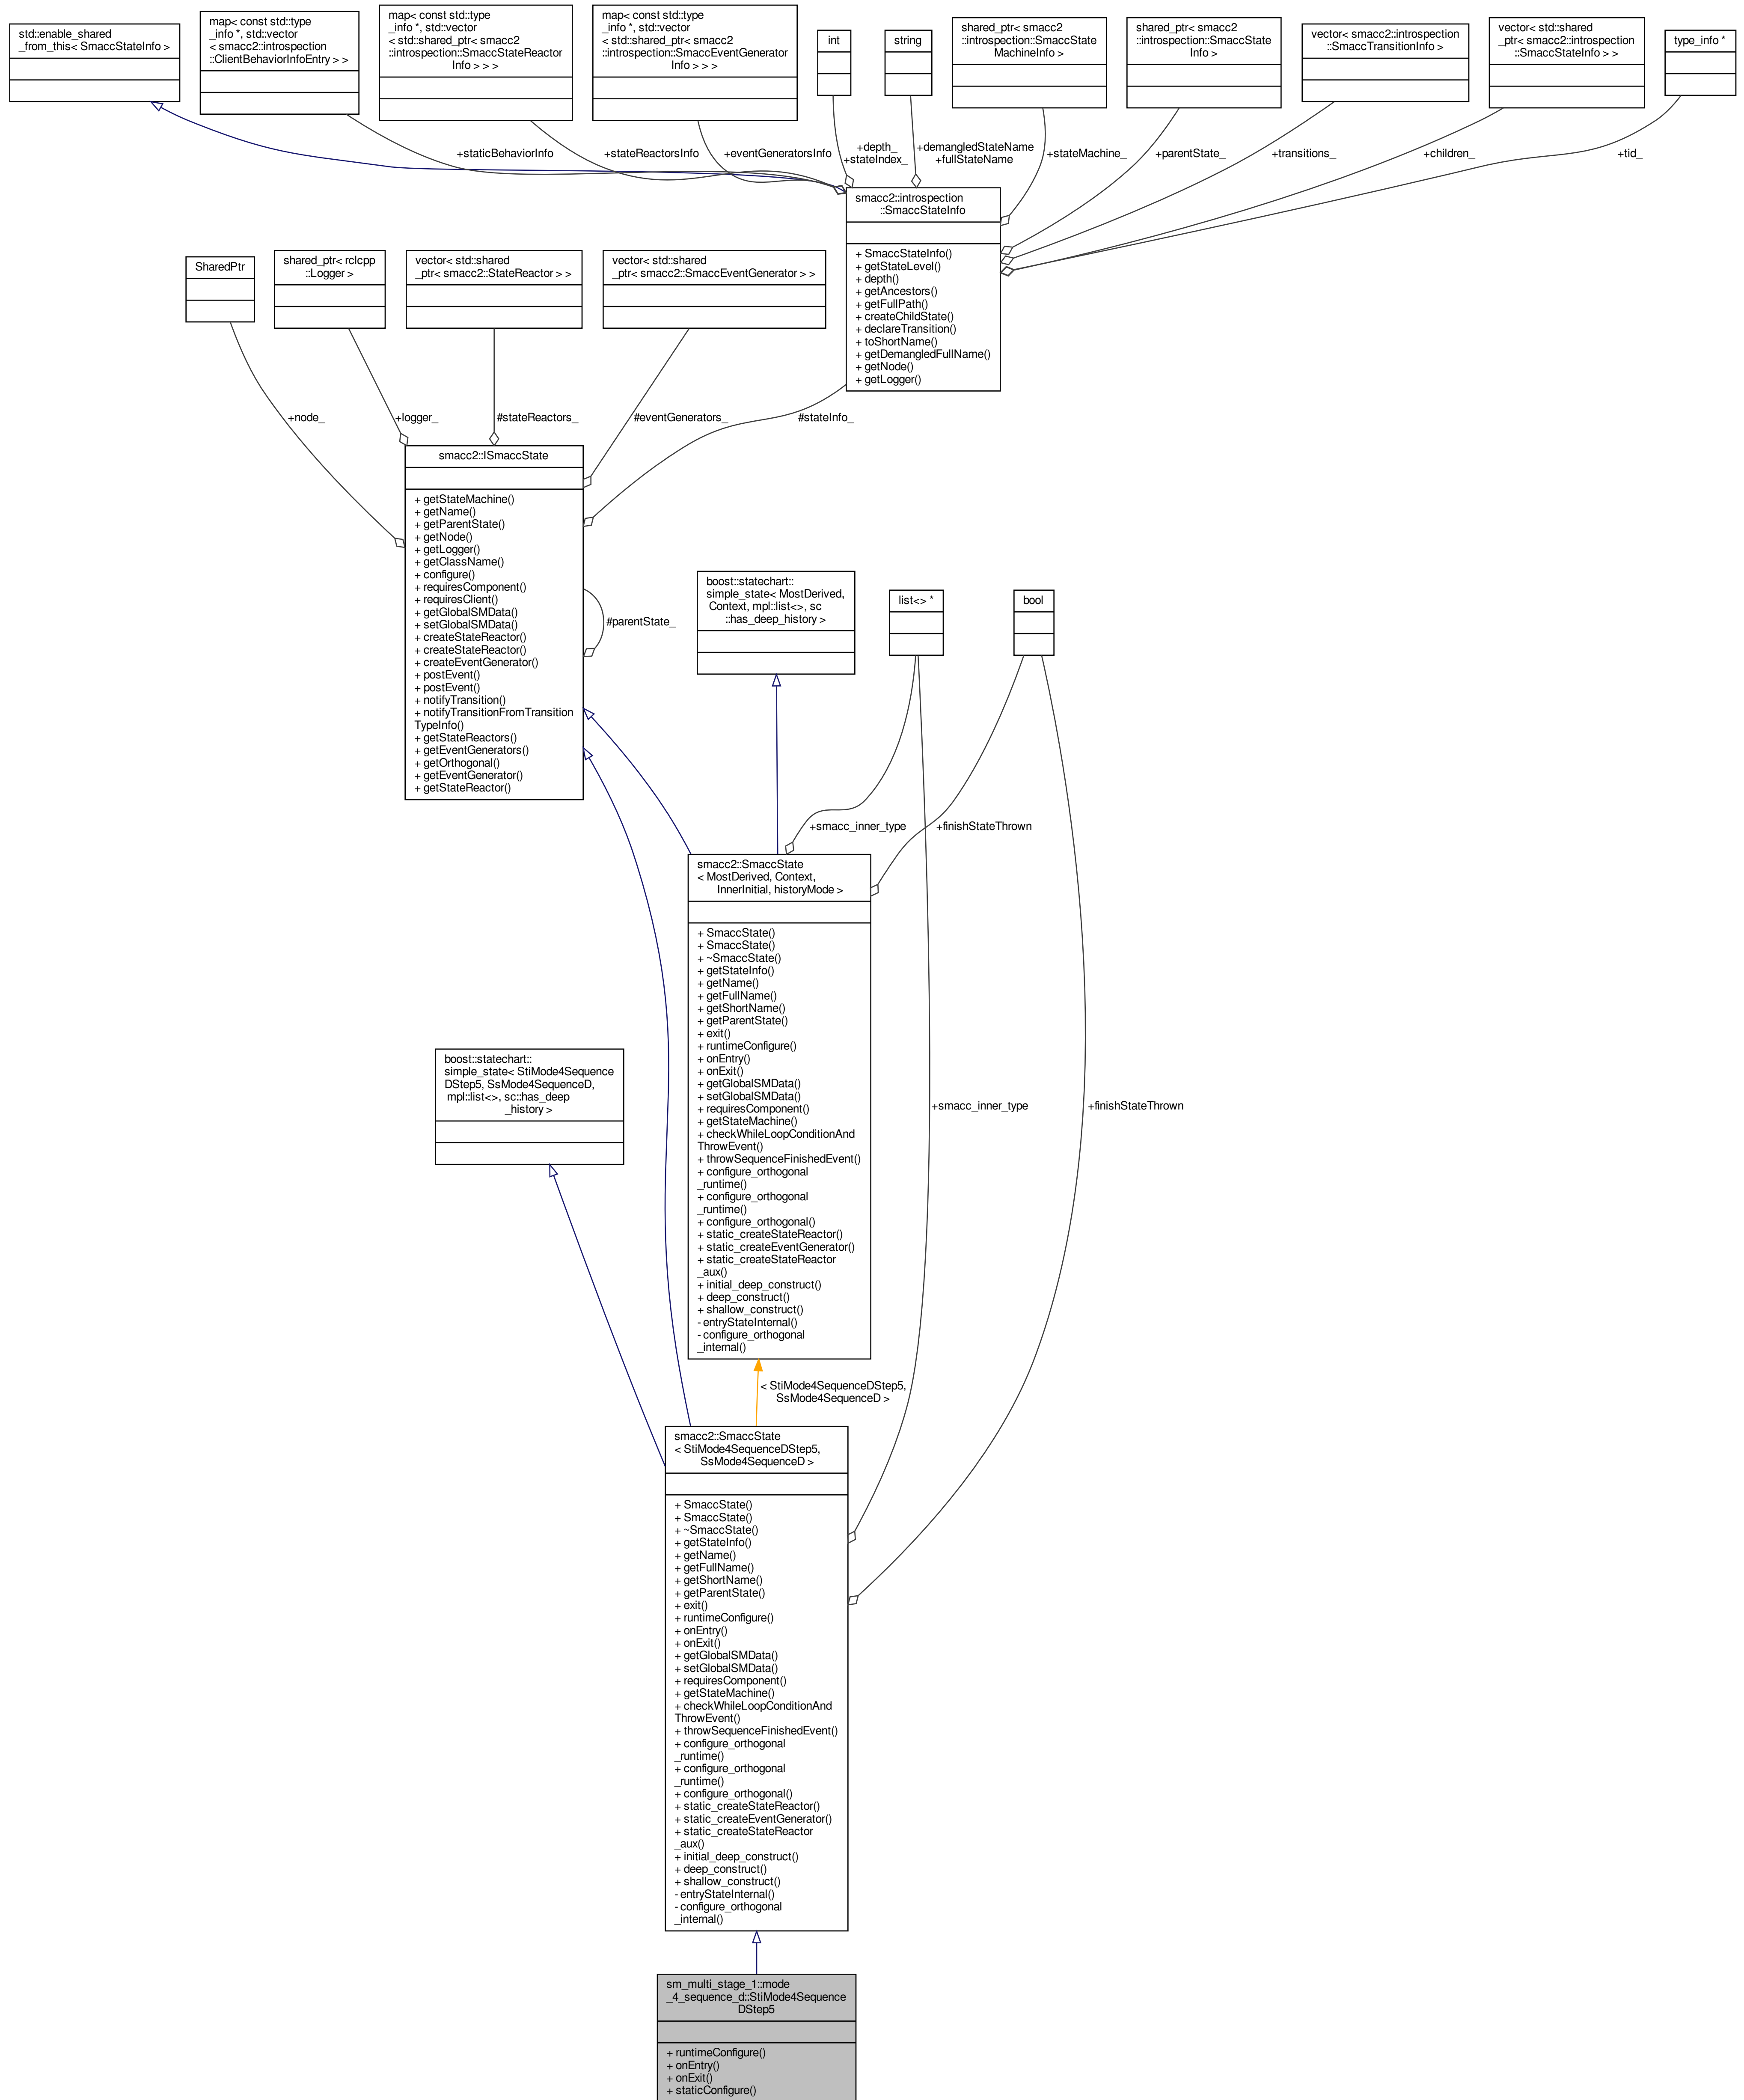 std::enable_shared
_from_this< SmaccStateInfo >
map< const std::type
_info *, std::vector
< smacc2::introspection
::ClientBehaviorInfoEntry > >
map< const std::type
_info *, std::vector
< std::shared_ptr< smacc2
::introspection::SmaccStateReactor
Info > > >
map< const std::type
_info *, std::vector
< std::shared_ptr< smacc2
::introspection::SmaccEventGenerator
Info > > >
int
string
shared_ptr< smacc2
::introspection::SmaccState
MachineInfo >
shared_ptr< smacc2
::introspection::SmaccState
Info >
vector< smacc2::introspection
::SmaccTransitionInfo >
vector< std::shared
_ptr< smacc2::introspection
::SmaccStateInfo > >
type_info *
+staticBehaviorInfo
+stateReactorsInfo
+eventGeneratorsInfo
+depth_
+stateIndex_
+demangledStateName
+fullStateName
+stateMachine_
+parentState_
+transitions_
+children_
+tid_
smacc2::introspection
::SmaccStateInfo
+ SmaccStateInfo()
+ getStateLevel()
+ depth()
+ getAncestors()
+ getFullPath()
+ createChildState()
+ declareTransition()
+ toShortName()
+ getDemangledFullName()
+ getNode()
+ getLogger()
SharedPtr
shared_ptr< rclcpp
::Logger >
vector< std::shared
_ptr< smacc2::StateReactor > >
vector< std::shared
_ptr< smacc2::SmaccEventGenerator > >
+node_
+logger_
#stateReactors_
#eventGenerators_
#stateInfo_
smacc2::ISmaccState
+ getStateMachine()
+ getName()
+ getParentState()
+ getNode()
+ getLogger()
+ getClassName()
+ configure()
+ requiresComponent()
+ requiresClient()
+ getGlobalSMData()
+ setGlobalSMData()
+ createStateReactor()
+ createStateReactor()
+ createEventGenerator()
+ postEvent()
+ postEvent()
+ notifyTransition()
+ notifyTransitionFromTransition
TypeInfo()
+ getStateReactors()
+ getEventGenerators()
+ getOrthogonal()
+ getEventGenerator()
+ getStateReactor()
#parentState_
boost::statechart::
simple_state< MostDerived,
Context, mpl::list<>, sc
::has_deep_history >
list<> *
bool
+smacc_inner_type
+finishStateThrown
smacc2::SmaccState
< MostDerived, Context,
InnerInitial, historyMode >
+ SmaccState()
+ SmaccState()
+ ~SmaccState()
+ getStateInfo()
+ getName()
+ getFullName()
+ getShortName()
+ getParentState()
+ exit()
+ runtimeConfigure()
+ onEntry()
+ onExit()
+ getGlobalSMData()
+ setGlobalSMData()
+ requiresComponent()
+ getStateMachine()
+ checkWhileLoopConditionAnd
ThrowEvent()
+ throwSequenceFinishedEvent()
+ configure_orthogonal
_runtime()
+ configure_orthogonal
_runtime()
+ configure_orthogonal()
+ static_createStateReactor()
+ static_createEventGenerator()
+ static_createStateReactor
_aux()
+ initial_deep_construct()
+ deep_construct()
+ shallow_construct()
- entryStateInternal()
- configure_orthogonal
_internal()
boost::statechart::
simple_state< StiMode4Sequence
DStep5, SsMode4SequenceD,
mpl::list<>, sc::has_deep
_history >
+smacc_inner_type
+finishStateThrown
< StiMode4SequenceDStep5,
SsMode4SequenceD >
smacc2::SmaccState
< StiMode4SequenceDStep5,
SsMode4SequenceD >
+ SmaccState()
+ SmaccState()
+ ~SmaccState()
+ getStateInfo()
+ getName()
+ getFullName()
+ getShortName()
+ getParentState()
+ exit()
+ runtimeConfigure()
+ onEntry()
+ onExit()
+ getGlobalSMData()
+ setGlobalSMData()
+ requiresComponent()
+ getStateMachine()
+ checkWhileLoopConditionAnd
ThrowEvent()
+ throwSequenceFinishedEvent()
+ configure_orthogonal
_runtime()
+ configure_orthogonal
_runtime()
+ configure_orthogonal()
+ static_createStateReactor()
+ static_createEventGenerator()
+ static_createStateReactor
_aux()
+ initial_deep_construct()
+ deep_construct()
+ shallow_construct()
- entryStateInternal()
- configure_orthogonal
_internal()
sm_multi_stage_1::mode
_4_sequence_d::StiMode4Sequence
DStep5
+ runtimeConfigure()
+ onEntry()
+ onExit()
+ staticConfigure()